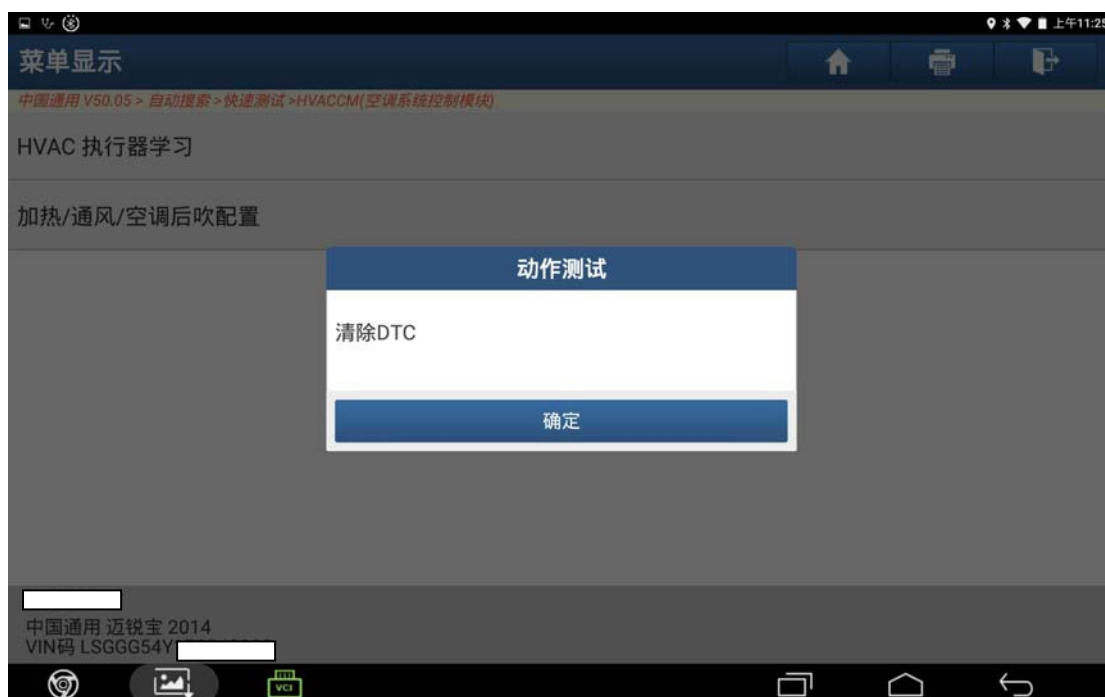 上午11:25
菜单显示
中国通用 V50.05 > 自动搜索 > 快速测试 >HVACCM(空调系统控制模块)
HVAC 执行器学习
加热/通风/空调后吹配置
动作测试
清除DTC
确定
中国通用 迈锐宝 2014
VIN码 LSGGG54Y
VCI